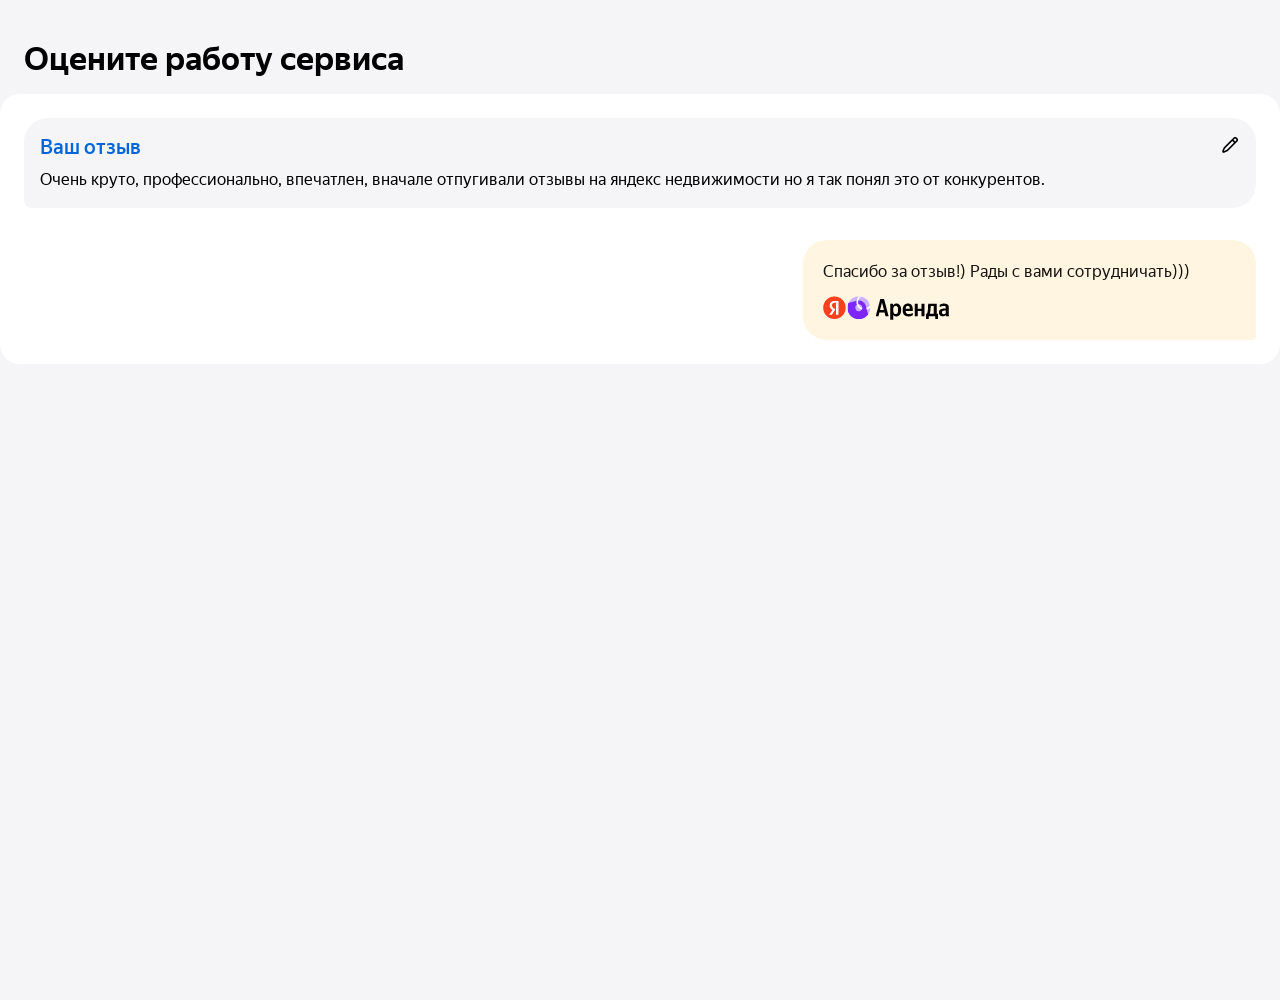 Оцените работу сервиса
Ваш отзыв
Очень круто, профессионально, впечатлен, вначале отпугивали отзывы на яндекс недвижимости но я так понял это от конкурентов.
Спасибо за отзыв!) Рады с вами сотрудничать)))
Я Аренда